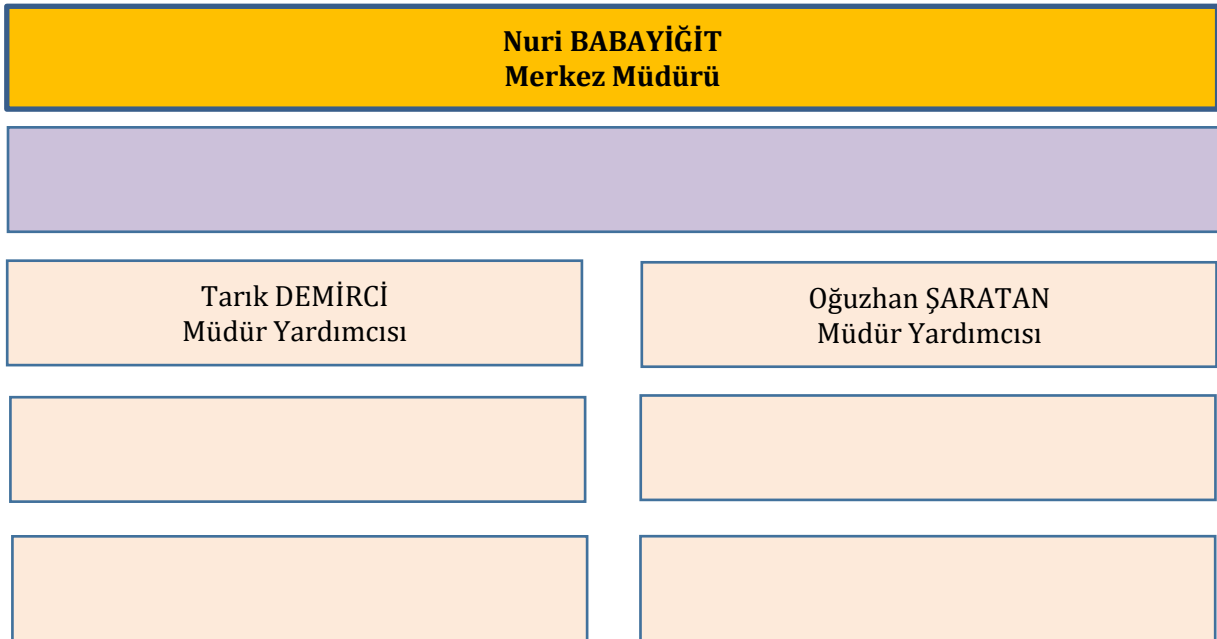 Nuri BABAYİĞİT
Merkez Müdürü
Tarık DEMİRCİ
Müdür Yardımcısı
Oğuzhan ŞARATAN
Müdür Yardımcısı